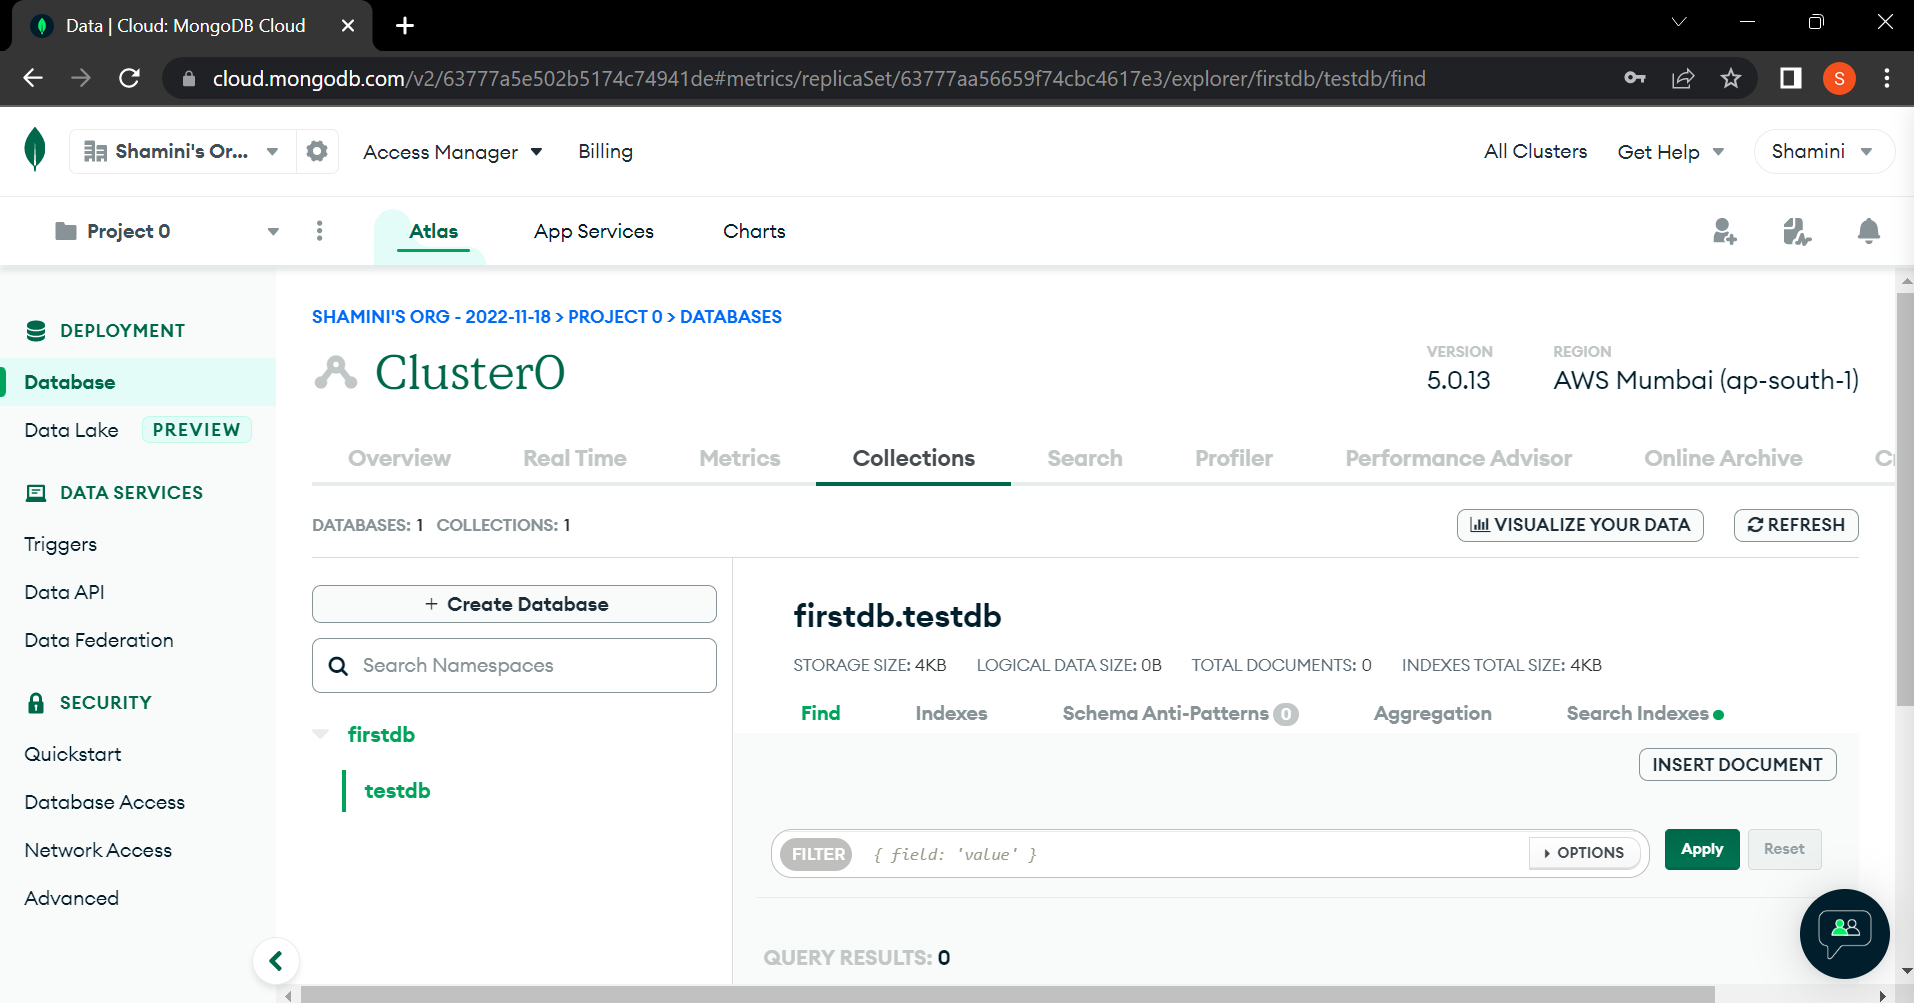 Data | Cloud: MongoDB Cloud
cloud.mongodb.com/v2/63777a5e502b5174c74941de#metrics/replicaSet/63777aa56659f74cbc4617e3/explorer/firstdb/testdb/find
S
Shamini's Or...
Access Manager
Billing
All Clusters
Get Help
Shamini
Project 0
Atlas
App Services
Charts
DEPLOYMENT
Database
Data Lake PREVIEW
DATA SERVICES
Triggers
Data API
Data Federation
SECURITY
Quickstart
Database Access
Network Access
Advanced
SHAMINI'S ORG - 2022-11-18 > PROJECT 0 > DATABASES
Cluster0
VERSION
5.0.13
REGION
AWS Mumbai (ap-south-1)
Overview
Real Time
Metrics
Collections
Search
Profiler
Performance Advisor
Online Archive
DATABASES: 1 COLLECTIONS: 1
VISUALIZE YOUR DATA
REFRESH
+ Create Database
Search Namespaces
firstdb
testdb
firstdb.testdb
STORAGE SIZE: 4KB LOGICAL DATA SIZE: 0B TOTAL DOCUMENTS: 0 INDEXES TOTAL SIZE: 4KB
Find
Indexes
Schema Anti-Patterns 0
Aggregation
Search Indexes
INSERT DOCUMENT
FILTER { field: 'value' }
OPTIONS
Apply
Reset
QUERY RESULTS: 0